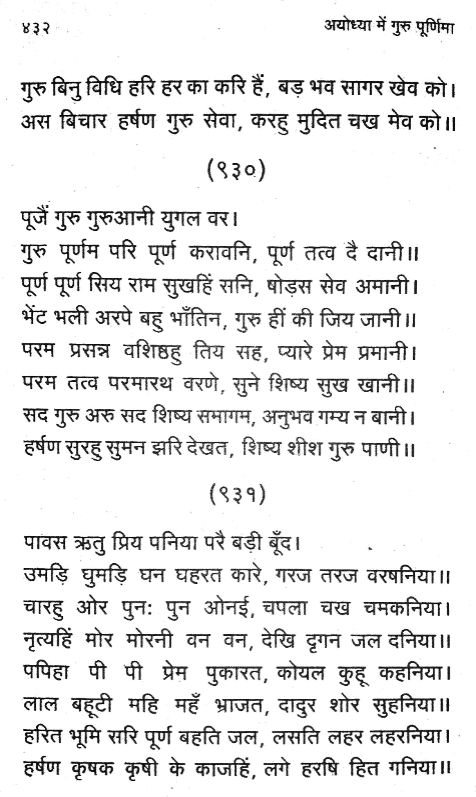 ४३२ अयोध्या में गुरु पूर्णिमा
गुरु बिनु विधि हरि हर का करि हैं, बड़ भव सागर खेव को।
अस बिचार हर्षण गुरु सेवा, करहु मुदित चख मेव को॥
(९३०)
पूजैं गुरु गुरुआनी युगल वर।
गुरु पूर्णम परि पूर्ण करावनि, पूर्ण तत्व दै दानी॥
पूर्ण पूर्ण सिय राम सुखहिं सनि, षोड़स सेव अमानी।
भेंट भली अरपे बहु भाँतिन, गुरु हीं की जिय जानी॥
परम प्रसन्न वशिष्ठहु तिय सह, प्यारे प्रेम प्रमानी।
परम तत्व परमारथ वरणे, सुने शिष्य सुख खानी॥
सद गुरु अरु सद शिष्य समागम, अनुभव गम्य न बानी।
हर्षण सुरहु सुमन झरि देखत, शिष्य शीश गुरु पाणी॥
(९३१)
पावस ऋतु प्रिय पनिया परै बड़ी बूँद।
उमड़ि घुमड़ि घन घहरत कारे, गरज तरज वरषनिया॥
चारहु ओर पुनः पुन ओनई, चपला चख चमकनिया।
नृत्यहिं मोर मोरनी वन वन, देखि दृगन जल दनिया॥
पपिहा पी पी प्रेम पुकारत, कोयल कुहू कहनिया।
लाल बहूटी महि महँ भ्राजत, दादुर शोर सुहनिया॥
हरित भूमि सरि पूर्ण बहति जल, लसति लहर लहरनिया।
हर्षण कृषक कृषी के काजहिं, लगे हरषि हित गनिया॥